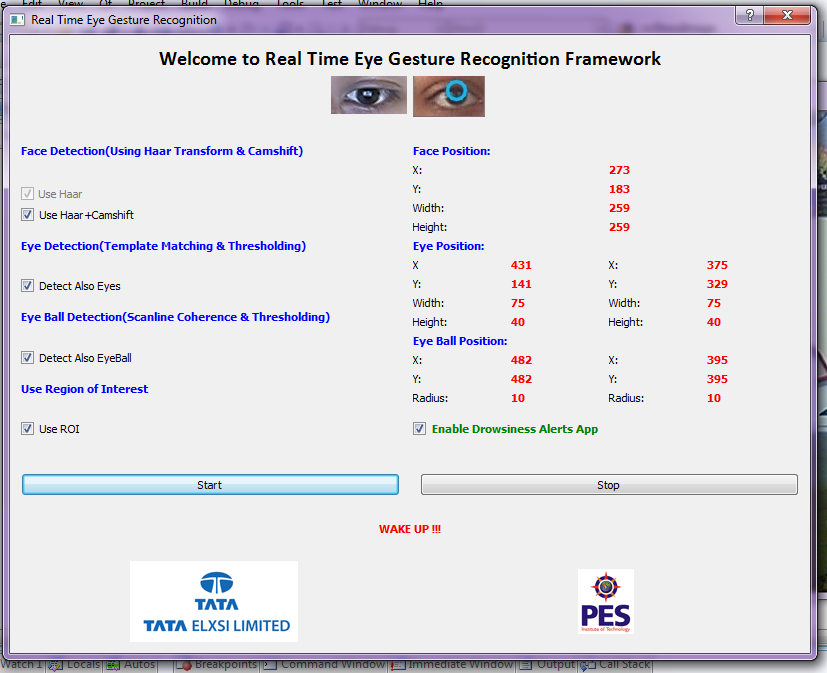 e Edit View Qt Project Build Debug Tools Test Window Help
Real Time Eye Gesture Recognition
?
Welcome to Real Time Eye Gesture Recognition Framework
Face Detection(Using Haar Transform & Camshift)
Use Haar
Use Haar+Camshift
Eye Detection(Template Matching & Thresholding)
Detect Also Eyes
Eye Ball Detection(Scanline Coherence & Thresholding)
Detect Also EyeBall
Use Region of Interest
Use ROI
Face Position:
X: 273
Y: 183
Width: 259
Height: 259
Eye Position:
X 431 X: 375
Y: 141 Y: 329
Width: 75 Width: 75
Height: 40 Height: 40
Eye Ball Position:
X: 482 X: 395
Y: 482 Y: 395
Radius: 10 Radius: 10
Enable Drowsiness Alerts App
Start Stop
WAKE UP !!!
TATA
TATA ELXSI LIMITED
PES
Institute of Technology
Watch 1 Locals Autos Breakpoints Command Window Immediate Window Output Call Stack